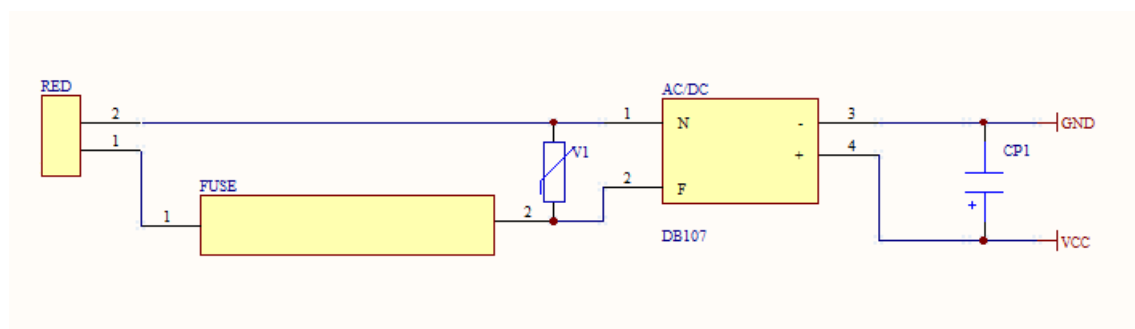 RED
2
1
FUSE
1
2
V1
AC/DC
1
N
2
F
-
3
+
4
DB107
GND
CP1
+
VCC